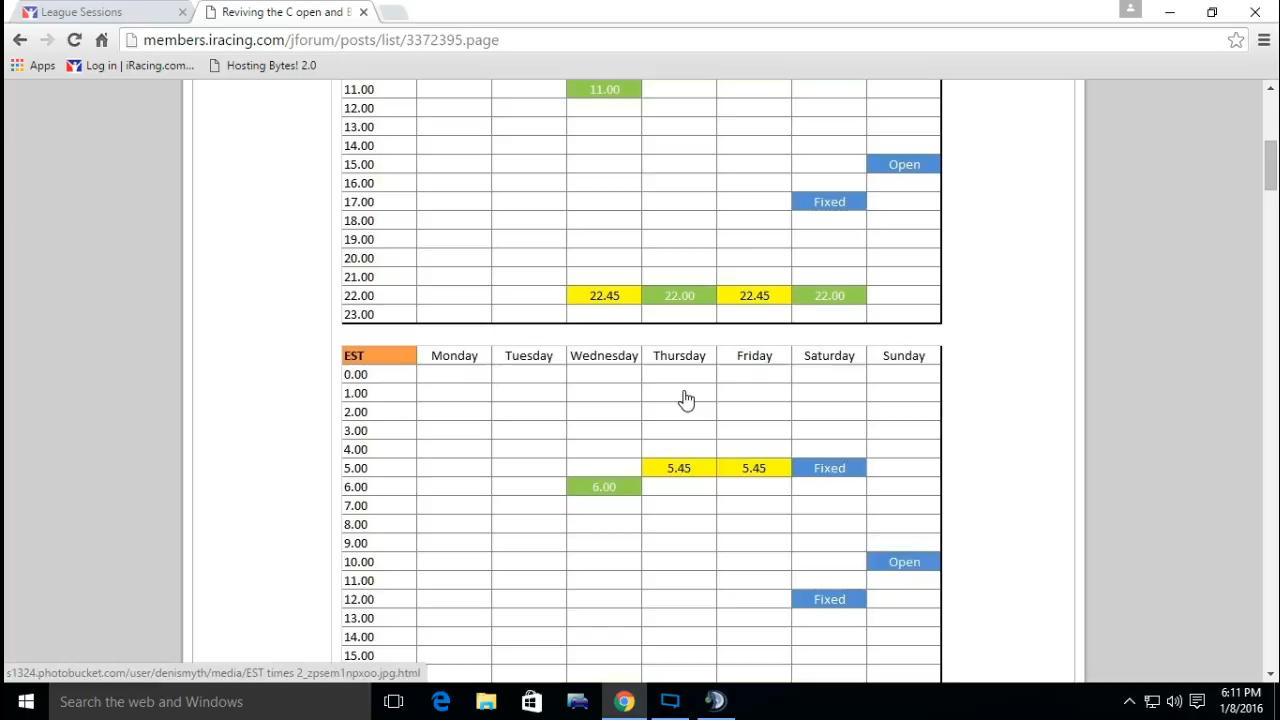 League Sessions
Reviving the C open and B
members.iracing.com/jforum/posts/list/3372395.page
Apps Log in | iRacing.com... Hosting Bytes! 2.0
11.00 11.00
12.00
13.00
14.00
15.00 Open
16.00
17.00 Fixed
18.00
19.00
20.00
21.00
22.00 22.45 22.00 22.45 22.00
23.00
EST Monday Tuesday Wednesday Thursday Friday Saturday Sunday
0.00
1.00
2.00
3.00
4.00
5.00 5.45 5.45 Fixed
6.00 6.00
7.00
8.00
9.00
10.00 Open
11.00
12.00 Fixed
13.00
14.00
15.00
s1324.photobucket.com/user/denismyth/media/EST times 2_zpsem1npxoo.jpg.html
Search the web and Windows
6:11 PM
1/8/2016